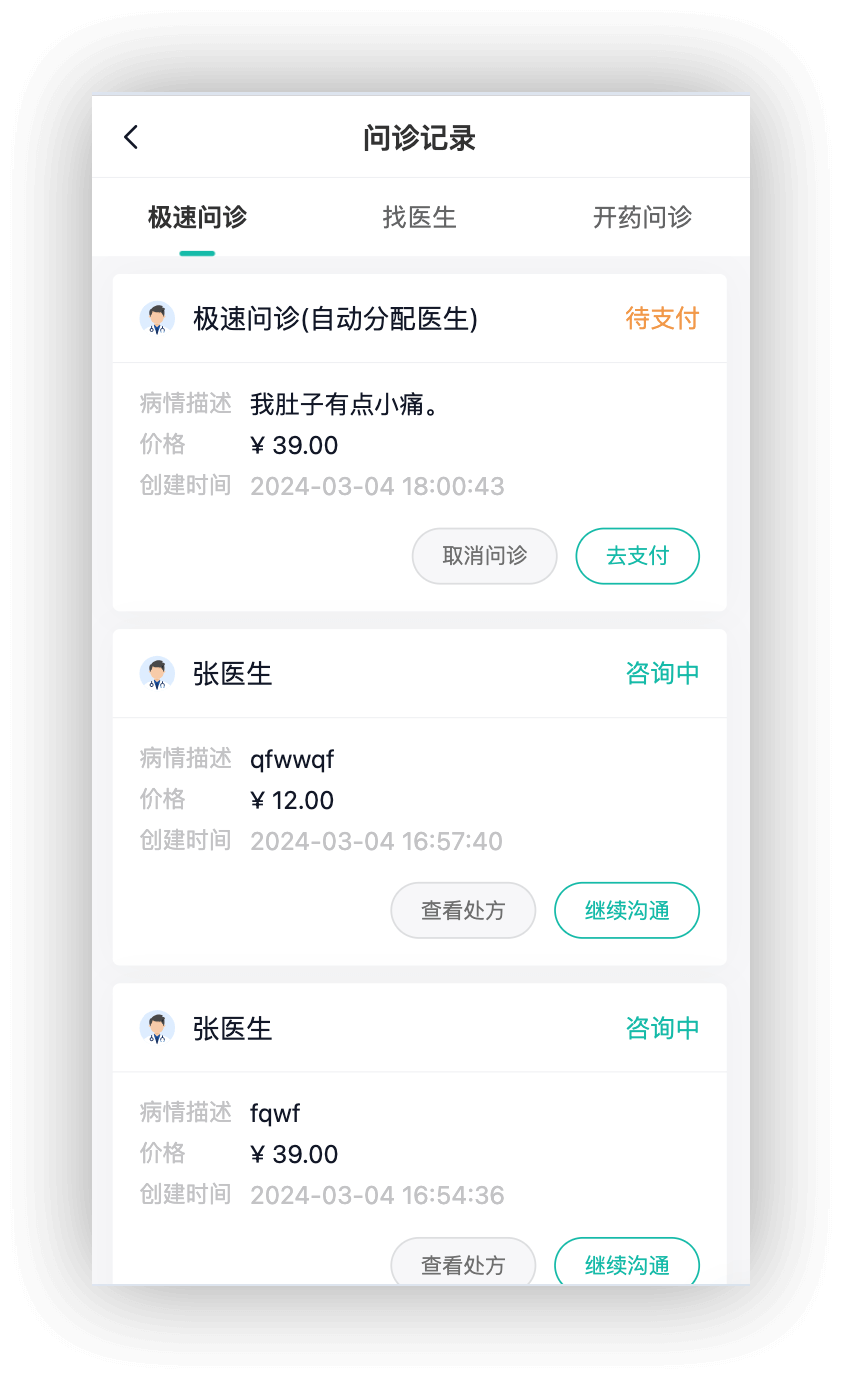 问诊记录
极速问诊 找医生 开药问诊
极速问诊(自动分配医生) 待支付
病情描述 我肚子有点小痛。
价格 ¥ 39.00
创建时间 2024-03-04 18:00:43
取消问诊 去支付
张医生 咨询中
病情描述 qfwwqf
价格 ¥ 12.00
创建时间 2024-03-04 16:57:40
查看处方 继续沟通
张医生 咨询中
病情描述 fqwf
价格 ¥ 39.00
创建时间 2024-03-04 16:54:36
查看处方 继续沟通